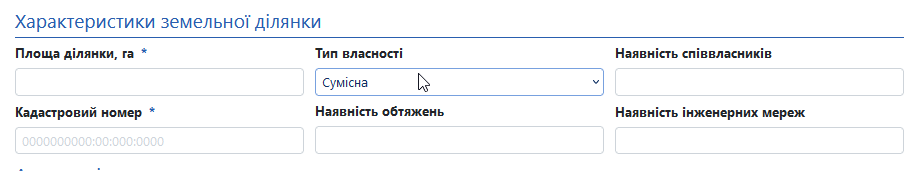 Характеристики земельної ділянки
Площа ділянки, га * Тип власності Наявність співвласників
Сумісна
Кадастровий номер * Наявність обтяжень Наявність інженерних мереж
0000000000:00:000:0000